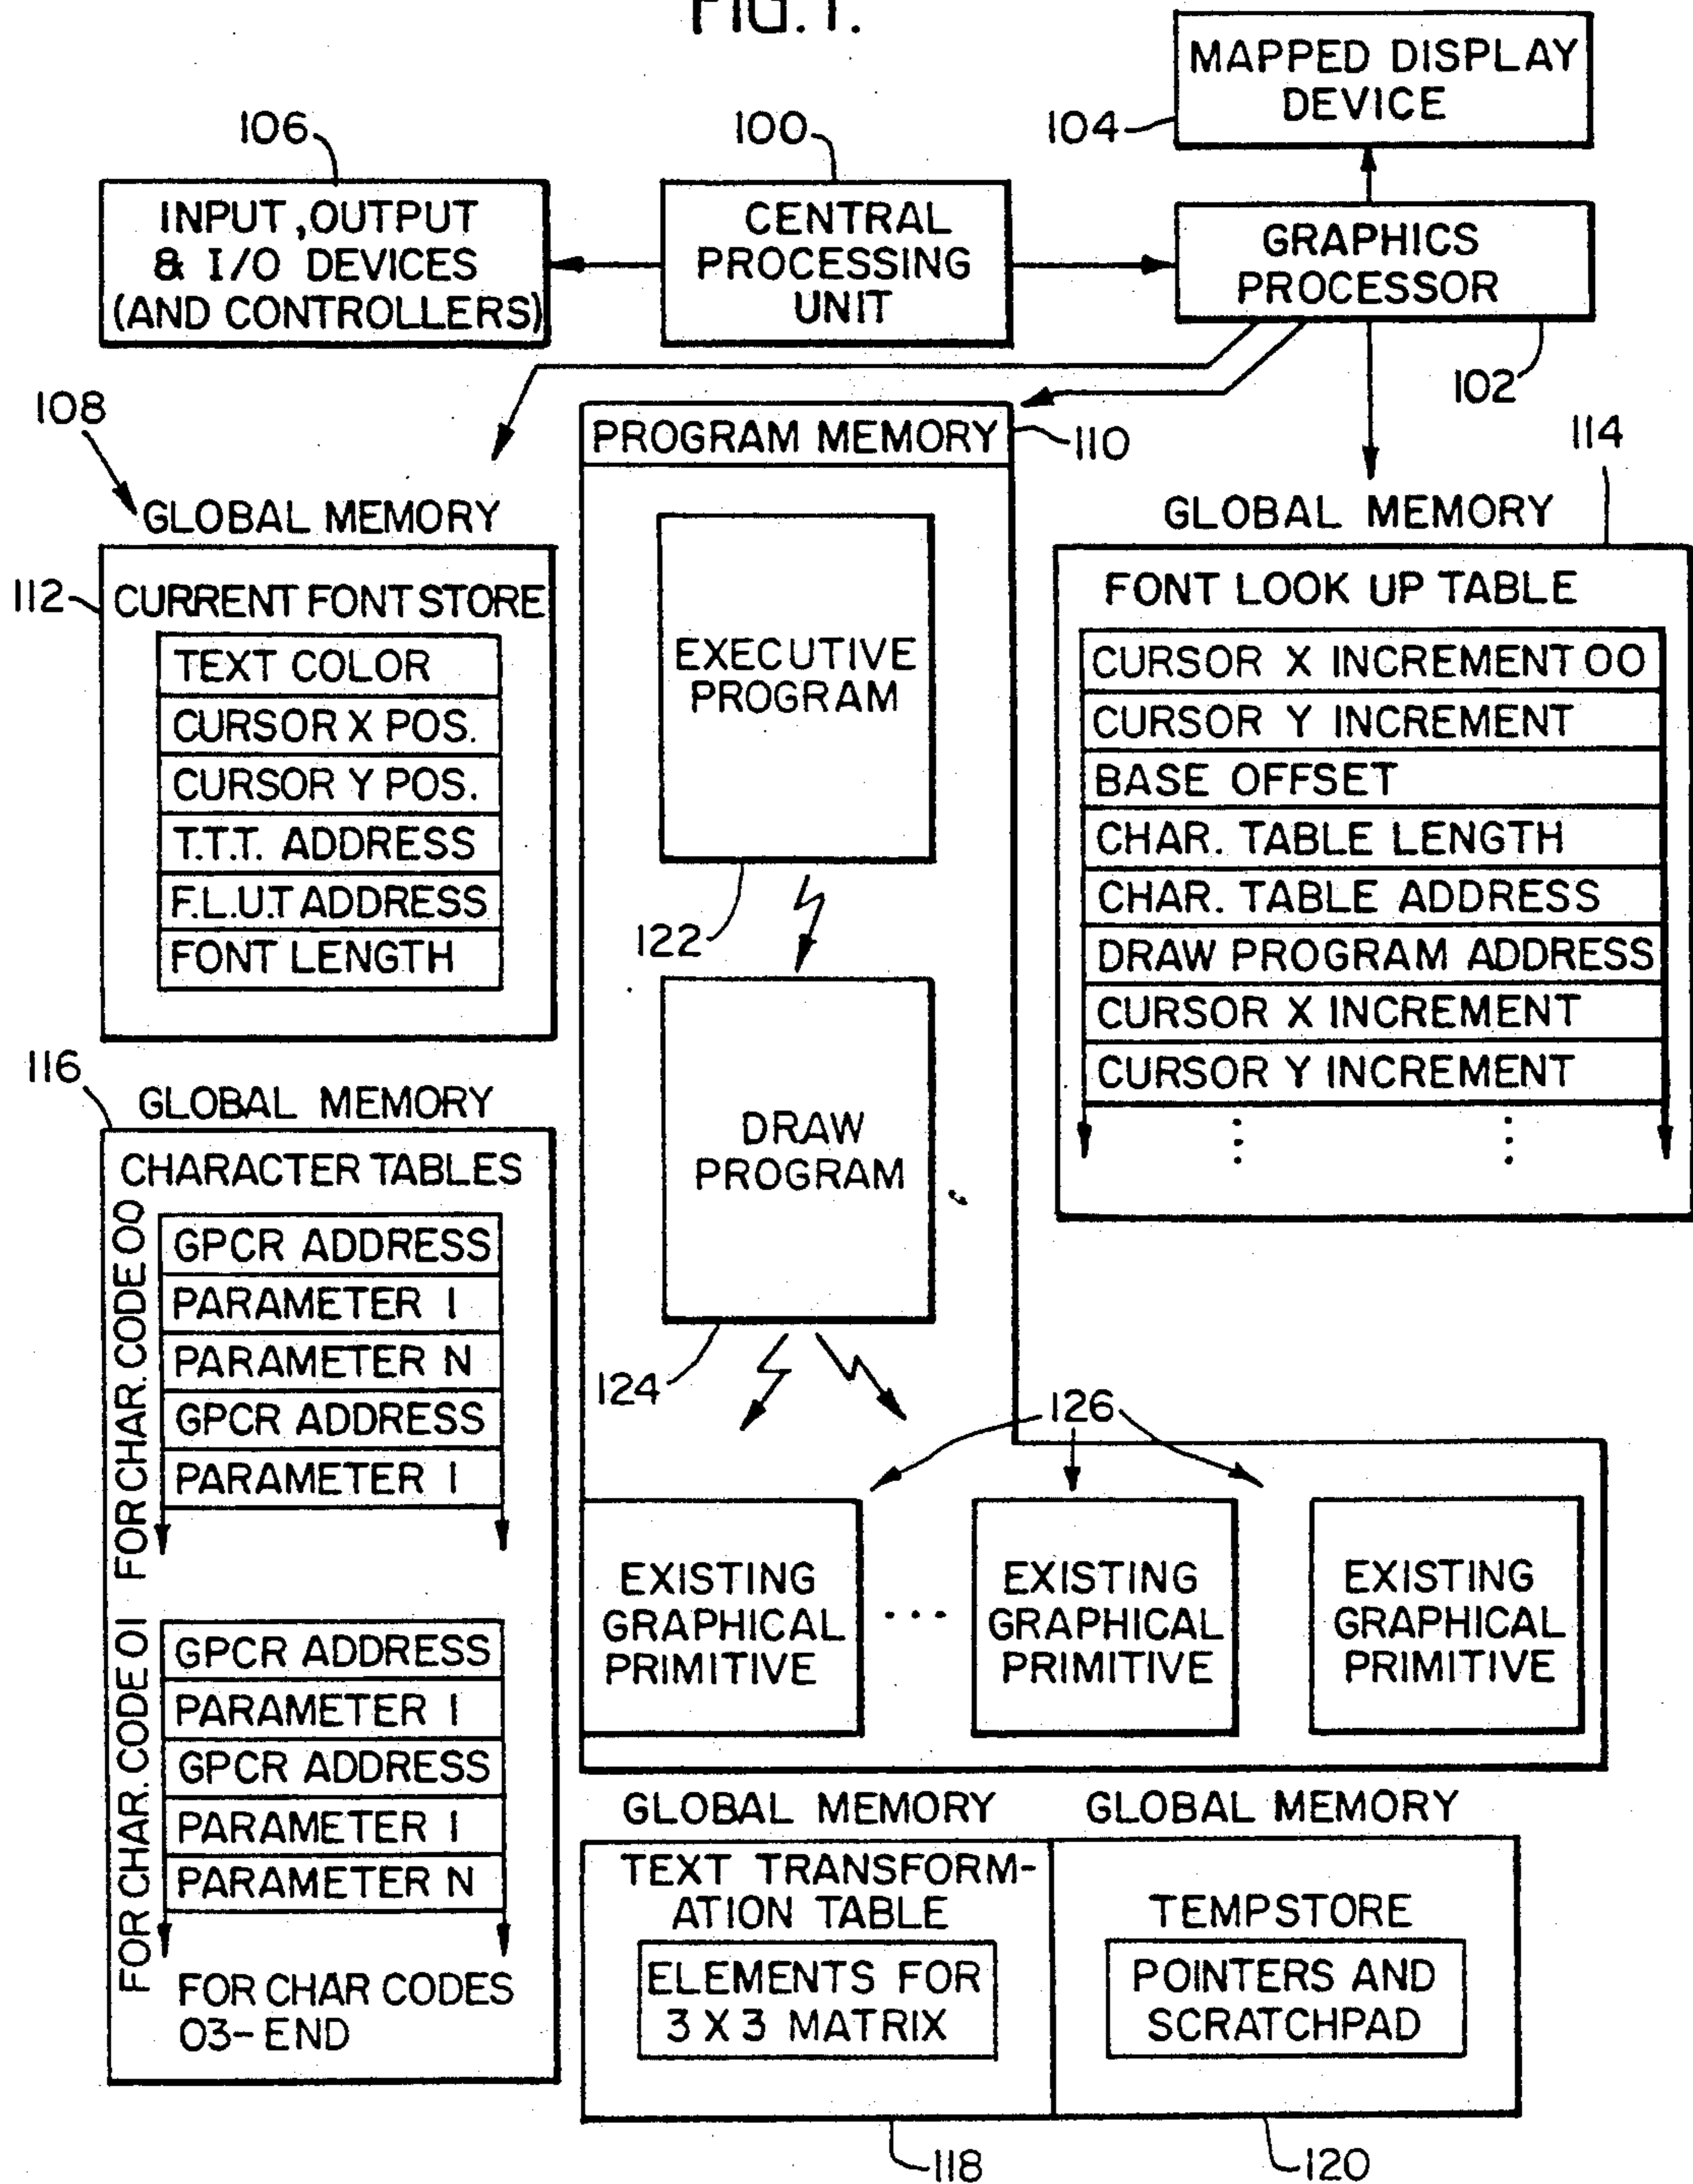 FIG. 1.
MAPPED DISPLAY
DEVICE
104
106
100
INPUT, OUTPUT
& I/O DEVICES
(AND CONTROLLERS)
CENTRAL
PROCESSING
UNIT
GRAPHICS
PROCESSOR
102
108
GLOBAL MEMORY
112
CURRENT FONT STORE
TEXT COLOR
CURSOR X POS.
CURSOR Y POS.
T.T.T. ADDRESS
F.L.U.T ADDRESS
FONT LENGTH
PROGRAM MEMORY
110
EXECUTIVE
PROGRAM
122
DRAW
PROGRAM
124
114
GLOBAL MEMORY
FONT LOOK UP TABLE
CURSOR X INCREMENT 00
CURSOR Y INCREMENT
BASE OFFSET
CHAR. TABLE LENGTH
CHAR. TABLE ADDRESS
DRAW PROGRAM ADDRESS
CURSOR X INCREMENT
CURSOR Y INCREMENT
116
GLOBAL MEMORY
CHARACTER TABLES
FOR CHAR. CODE 00
GPCR ADDRESS
PARAMETER 1
PARAMETER N
GPCR ADDRESS
PARAMETER 1
FOR CHAR. CODE 01
GPCR ADDRESS
PARAMETER 1
GPCR ADDRESS
PARAMETER 1
PARAMETER N
FOR CHAR CODES
03-END
126
EXISTING
GRAPHICAL
PRIMITIVE
...
EXISTING
GRAPHICAL
PRIMITIVE
EXISTING
GRAPHICAL
PRIMITIVE
GLOBAL MEMORY
TEXT TRANSFORM-
ATION TABLE
ELEMENTS FOR
3 X 3 MATRIX
118
GLOBAL MEMORY
TEMPSTORE
POINTERS AND
SCRATCHPAD
120